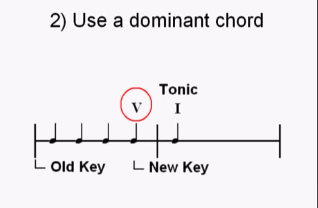 2) Use a dominant chord
Tonic
V I
Old Key New Key